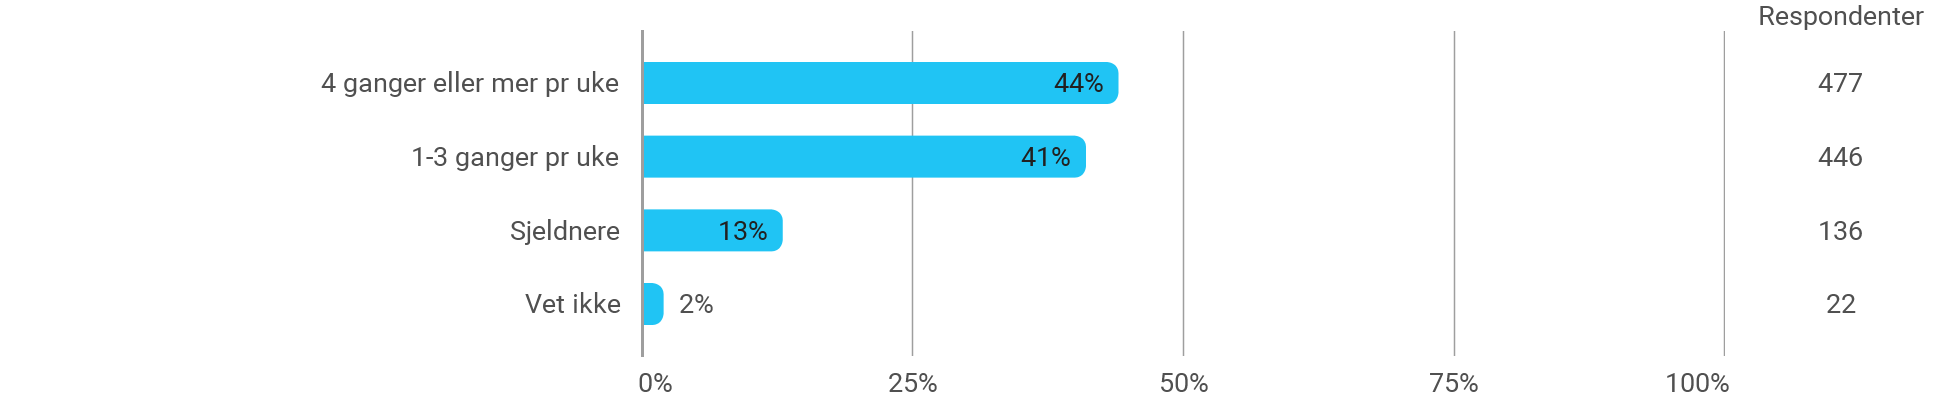 Respondenter
4 ganger eller mer pr uke 44% 477
1-3 ganger pr uke 41% 446
Sjeldnere 13% 136
Vet ikke 2% 22
0% 25% 50% 75% 100%